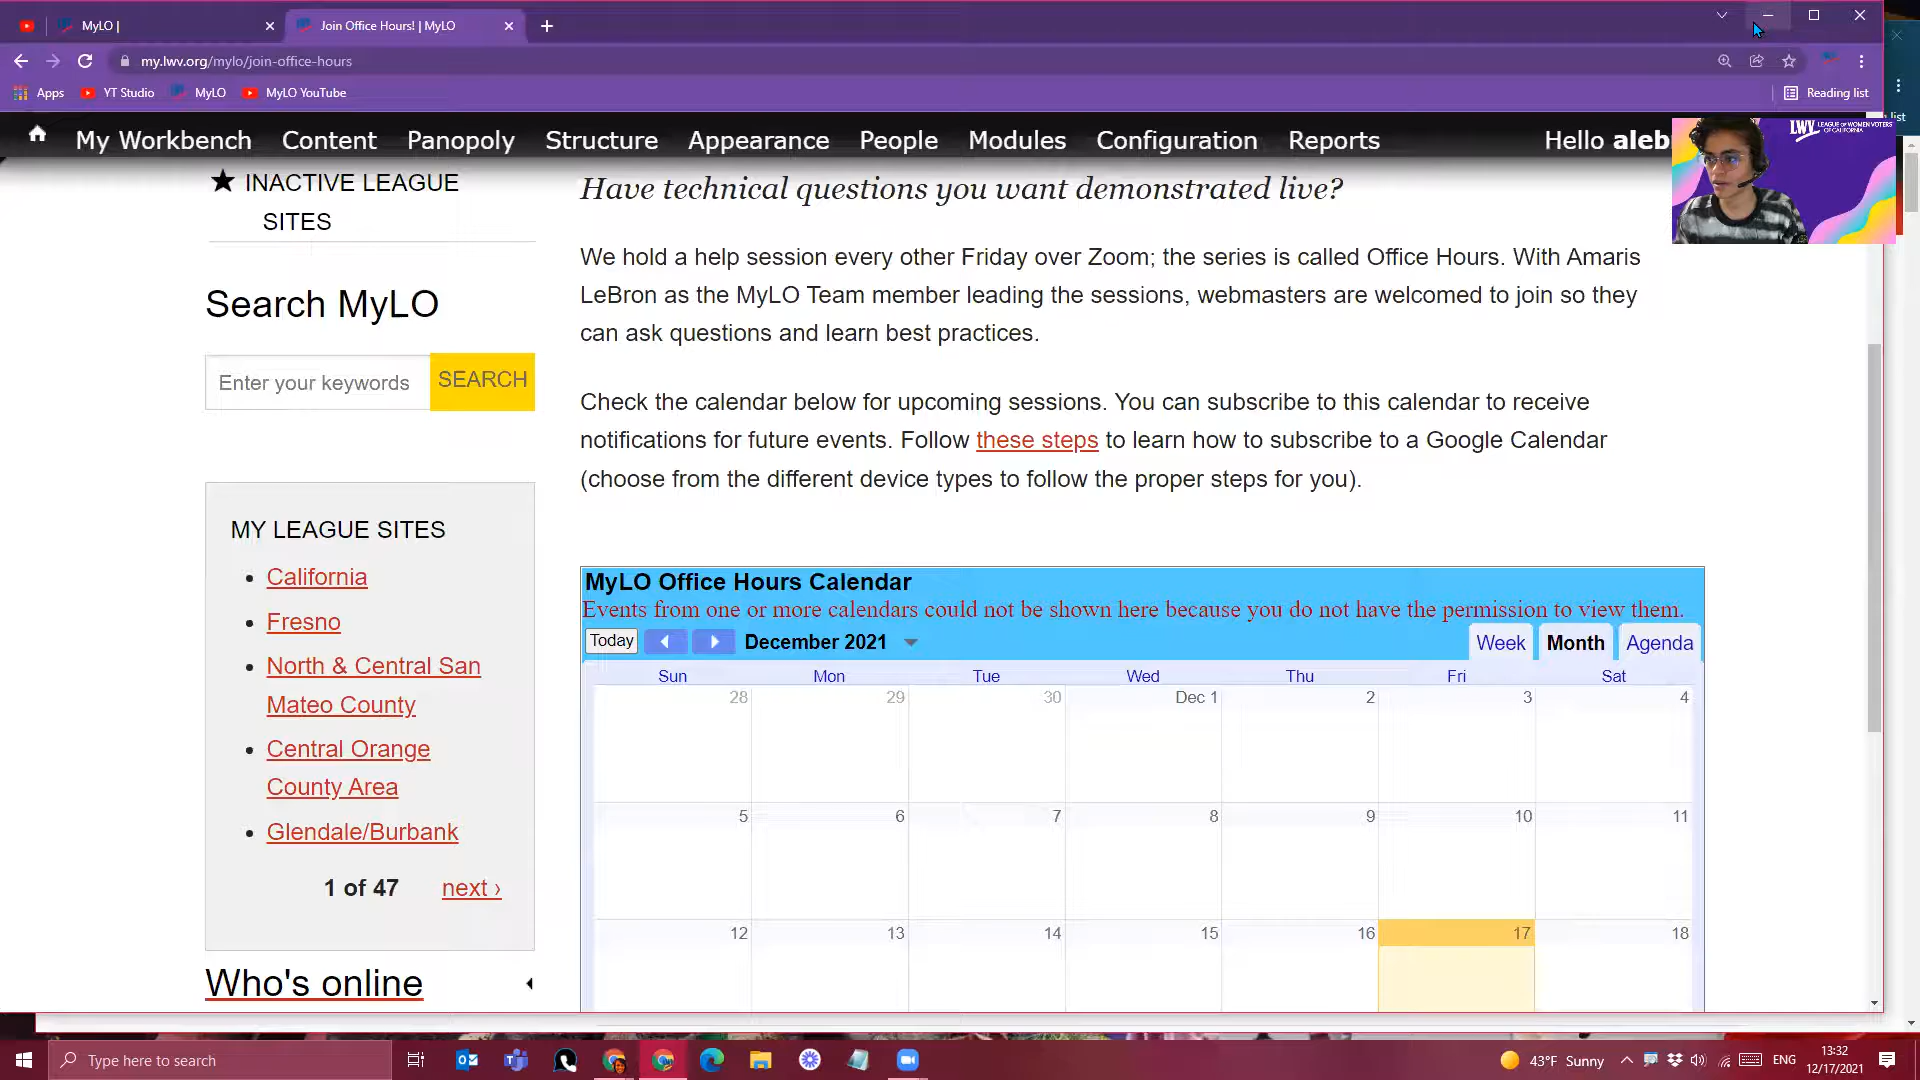 MyLO |
Join Office Hours! | MyLO
my.lwv.org/mylo/join-office-hours
Apps YT Studio MyLO MyLO YouTube Reading list
My Workbench Content Panopoly Structure Appearance People Modules Configuration Reports Hello aleb
LWV LEAGUE OF WOMEN VOTERS
OF CALIFORNIA
INACTIVE LEAGUE
SITES
Search MyLO
Enter your keywords SEARCH
MY LEAGUE SITES
California
Fresno
North & Central San
Mateo County
Central Orange
County Area
Glendale/Burbank
1 of 47 next ›
Who's online
Have technical questions you want demonstrated live?
We hold a help session every other Friday over Zoom; the series is called Office Hours. With Amaris
LeBron as the MyLO Team member leading the sessions, webmasters are welcomed to join so they
can ask questions and learn best practices.
Check the calendar below for upcoming sessions. You can subscribe to this calendar to receive
notifications for future events. Follow these steps to learn how to subscribe to a Google Calendar
(choose from the different device types to follow the proper steps for you).
MyLO Office Hours Calendar
Events from one or more calendars could not be shown here because you do not have the permission to view them.
Today December 2021 Week Month Agenda
Sun Mon Tue Wed Thu Fri Sat
28 29 30 Dec 1 2 3 4
5 6 7 8 9 10 11
12 13 14 15 16 17 18
Type here to search
43°F Sunny
ENG
13:32
12/17/2021